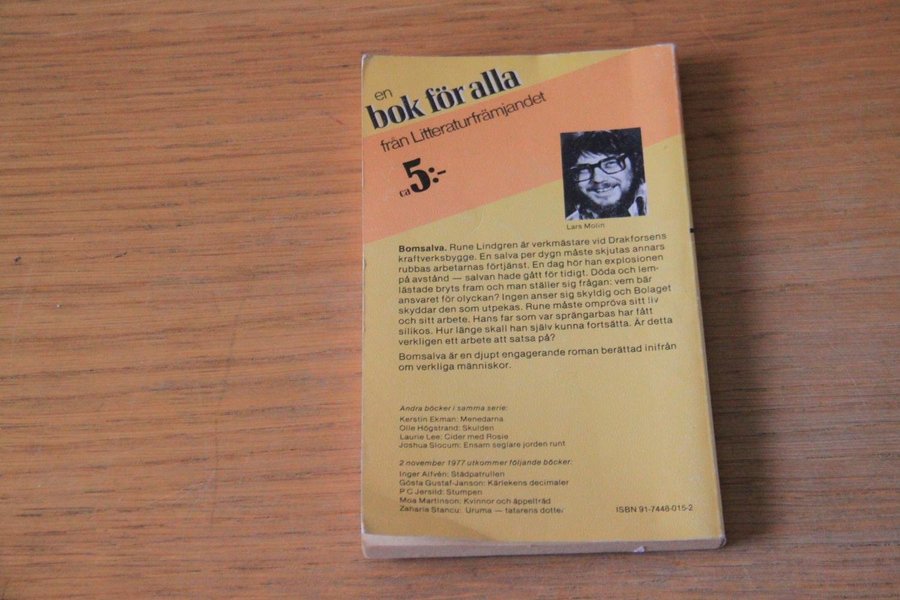 en
bok för alla
från Litteraturfrämjandet
ca 5:-
Lars Molin
Bomsalva. Rune Lindgren är verkmästare vid Drakforsens
kraftverksbygge. En salva per dygn måste skjutas annars
rubbas arbetarnas förtjänst. En dag hör han explosionen
på avstånd — salvan hade gått för tidigt. Döda och lem-
lästade bryts fram och man ställer sig frågan: vem bär
ansvaret för olyckan? Ingen anser sig skyldig och Bolaget
skyddar den som utpekas. Rune måste ompröva sitt liv
och sitt arbete. Hans far som var sprängarbas har fått
silikos. Hur länge skall han själv kunna fortsätta. Är detta
verkligen ett arbete att satsa på?
Bomsalva är en djupt engagerande roman berättad inifrån
om verkliga människor.
Andra böcker i samma serie:
Kerstin Ekman: Menedarna
Olle Högstrand: Skulden
Laurie Lee: Cider med Rosie
Joshua Slocum: Ensam seglare jorden runt
2 november 1977 utkommer följande böcker:
Inger Alfvén: Städpatrullen
Gösta Gustaf-Janson: Kärlekens decimaler
P C Jersild: Stumpen
Moa Martinson: Kvinnor och äppelträd
Zaharia Stancu: Uruma — tatarens dotter
ISBN 91-7448-015-2